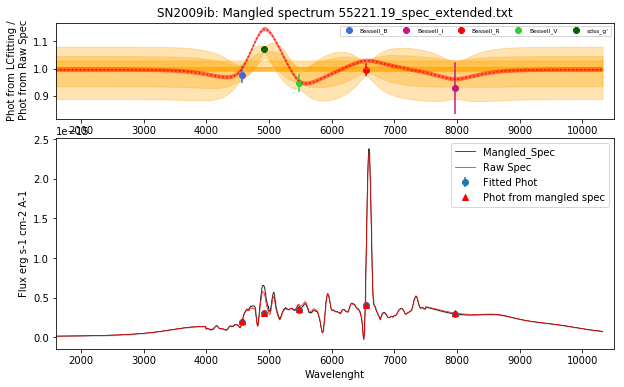 SN2009ib: Mangled spectrum 55221.19_spec_extended.txt
Phot from LCfitting /
Phot from Raw Spec
1.1
1.0
0.9
Bessell_B
Bessell_I
Bessell_R
Bessell_V
sdss_g'
2000 3000 4000 5000 6000 7000 8000 9000 10000
1e−15
Flux erg s-1 cm-2 A-1
2.5
2.0
1.5
1.0
0.5
0.0
Mangled_Spec
Raw Spec
Fitted Phot
Phot from mangled spec
2000 3000 4000 5000 6000 7000 8000 9000 10000
Wavelenght